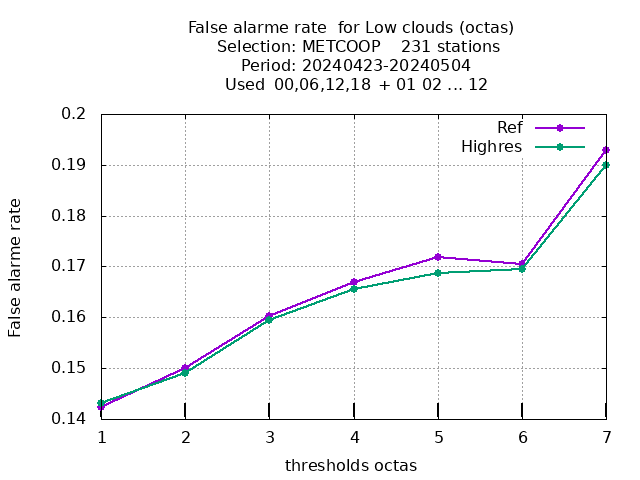 False alarme rate  for Low clouds (octas)
Selection: METCOOP    231 stations
Period: 20240423-20240504
Used  00,06,12,18  + 01 02 ... 12
Ref
Highres
0.2
0.19
0.18
0.17
0.16
0.15
0.14
False alarme rate
1 2 3 4 5 6 7
thresholds octas